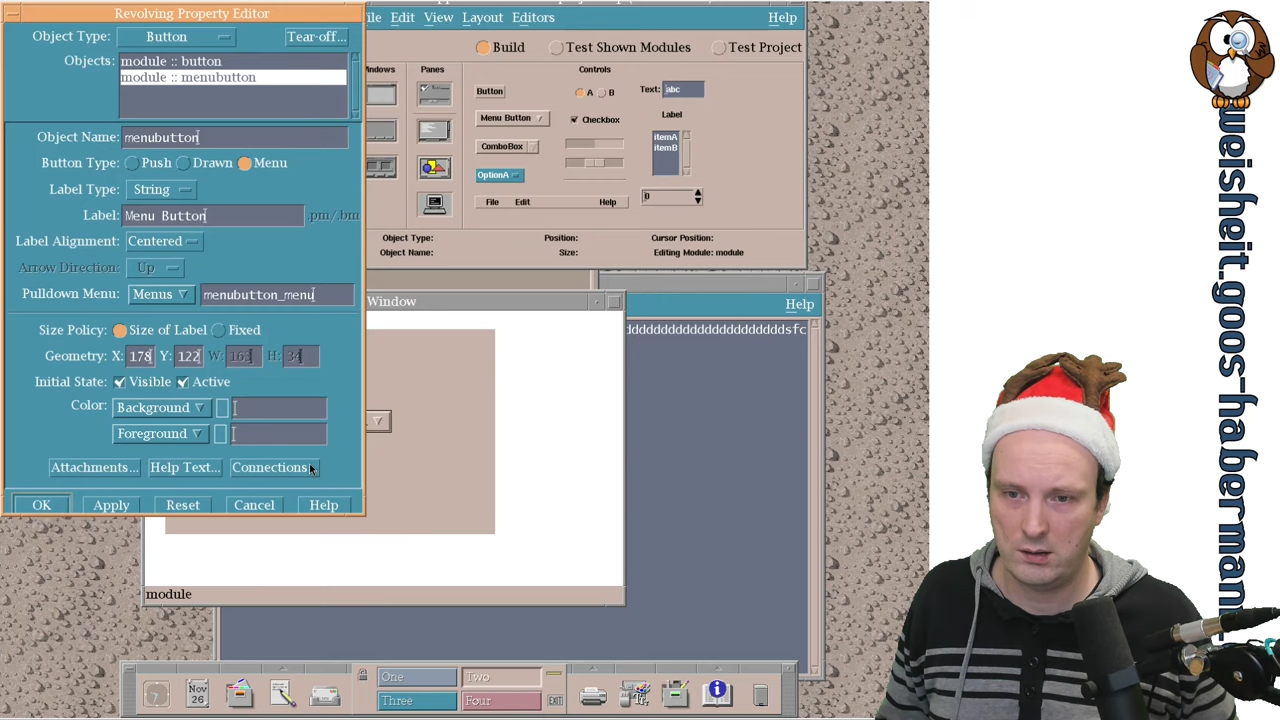 Revolving Property Editor
Object Type: Button Tear-off...
Objects: module :: button
module :: menubutton
Object Name: menubutton
Button Type: Push Drawn Menu
Label Type: String
Label: Menu Button .pm/.bm
Label Alignment: Centered
Arrow Direction: Up
Pulldown Menu: Menus menubutton_menu
Size Policy: Size of Label Fixed
Geometry: X: 178 Y: 122 W: 163 H: 34
Initial State: Visible Active
Color: Background
Foreground
Attachments... Help Text... Connections
OK Apply Reset Cancel Help
File Edit View Layout Editors Help
Build Test Shown Modules Test Project
Windows Panes Controls
Button A B Text: abc
Menu Button Checkbox Label
ComboBox itemA
itemB
OptionA
File Edit Help 0
Object Type: Position: Cursor Position:
Object Name: Size: Editing Module: module
Window
module
Help
dddddddddddddddddddddddsfc
One Two
Three Four
Nov
26
EXIT
weisheit.goos-habermann